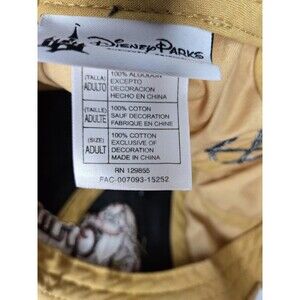 Disney Parks
(TALLA) 100% ALGODON
ADULTO EXCEPTO
DECORACION
HECHO EN CHINA
(TAILLE) 100% COTON
ADULTE SAUF DECORATION
FABRIQUE EN CHINE
(SIZE) 100% COTTON
ADULT EXCLUSIVE OF
DECORATION
MADE IN CHINA
RN 129855
FAC-007093-15252